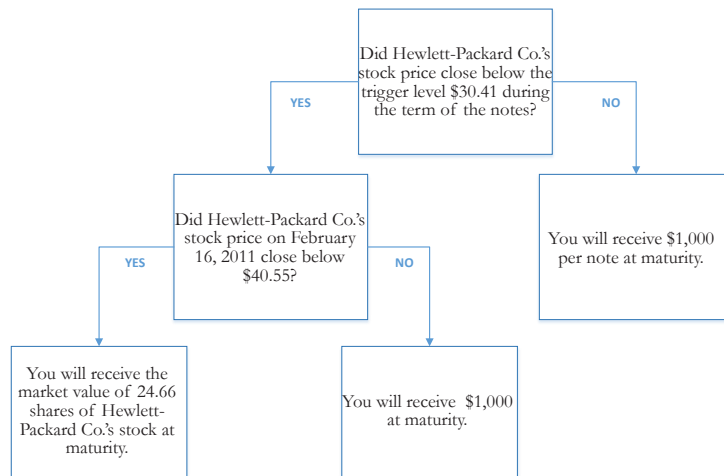 Did Hewlett-Packard Co.'s
stock price close below the
trigger level $30.41 during
the term of the notes?
YES
NO
Did Hewlett-Packard Co.'s
stock price on February
16, 2011 close below
$40.55?
You will receive $1,000
per note at maturity.
YES
NO
You will receive the
market value of 24.66
shares of Hewlett-
Packard Co.'s stock at
maturity.
You will receive $1,000
at maturity.